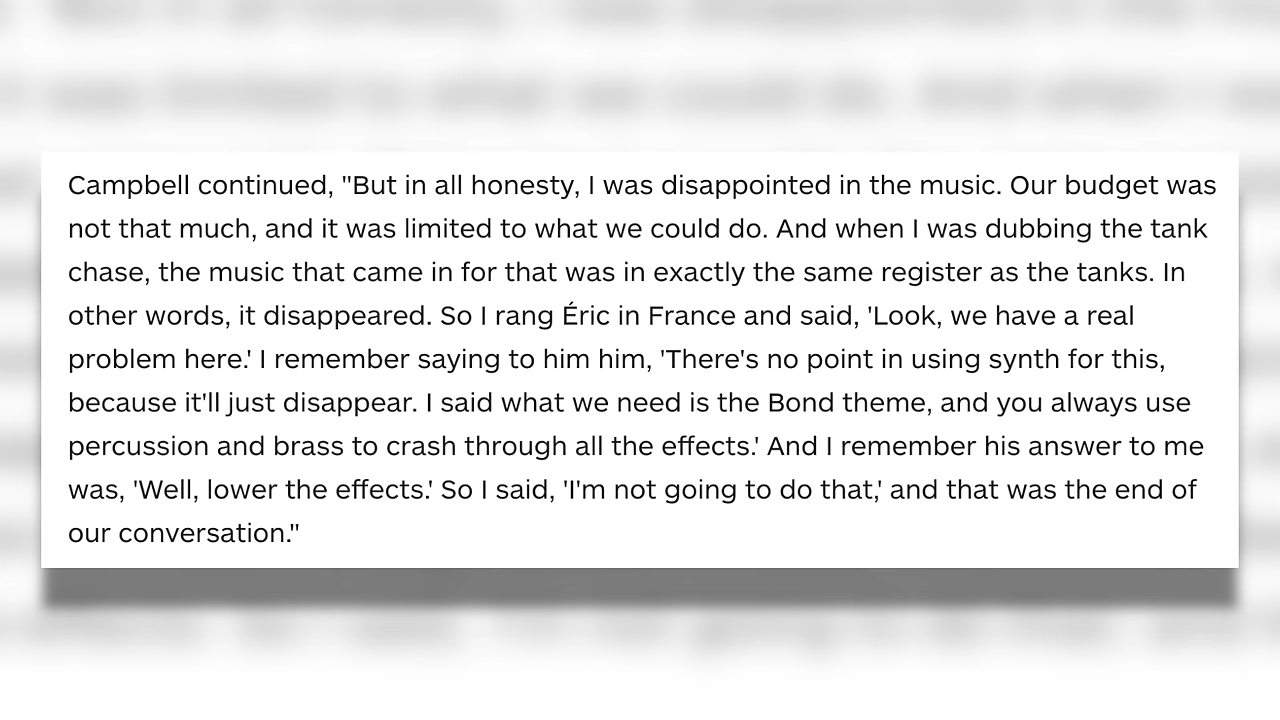 Campbell continued, "But in all honesty, I was disappointed in the music. Our budget was
not that much, and it was limited to what we could do. And when I was dubbing the tank
chase, the music that came in for that was in exactly the same register as the tanks. In
other words, it disappeared. So I rang Éric in France and said, 'Look, we have a real
problem here.' I remember saying to him him, 'There's no point in using synth for this,
because it'll just disappear. I said what we need is the Bond theme, and you always use
percussion and brass to crash through all the effects.' And I remember his answer to me
was, 'Well, lower the effects.' So I said, 'I'm not going to do that,' and that was the end of
our conversation."